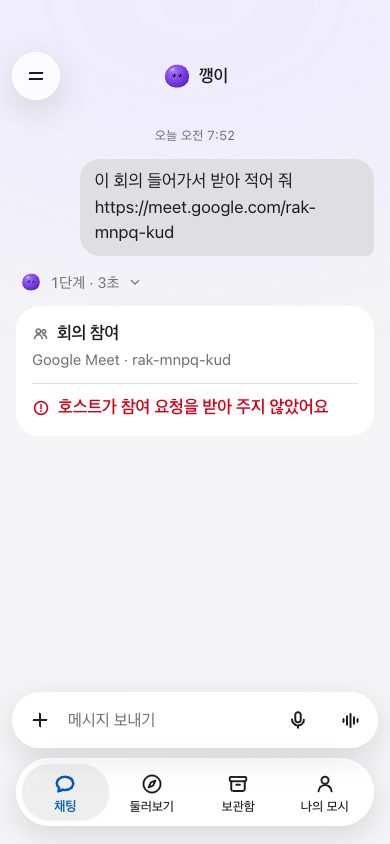 깽이
오늘 오전 7:52
이 회의 들어가서 받아 적어 줘
https://meet.google.com/rak-
mnpq-kud
1단계 · 3초
회의 참여
Google Meet · rak-mnpq-kud
호스트가 참여 요청을 받아 주지 않았어요
메시지 보내기
채팅
둘러보기
보관함
나의 모시